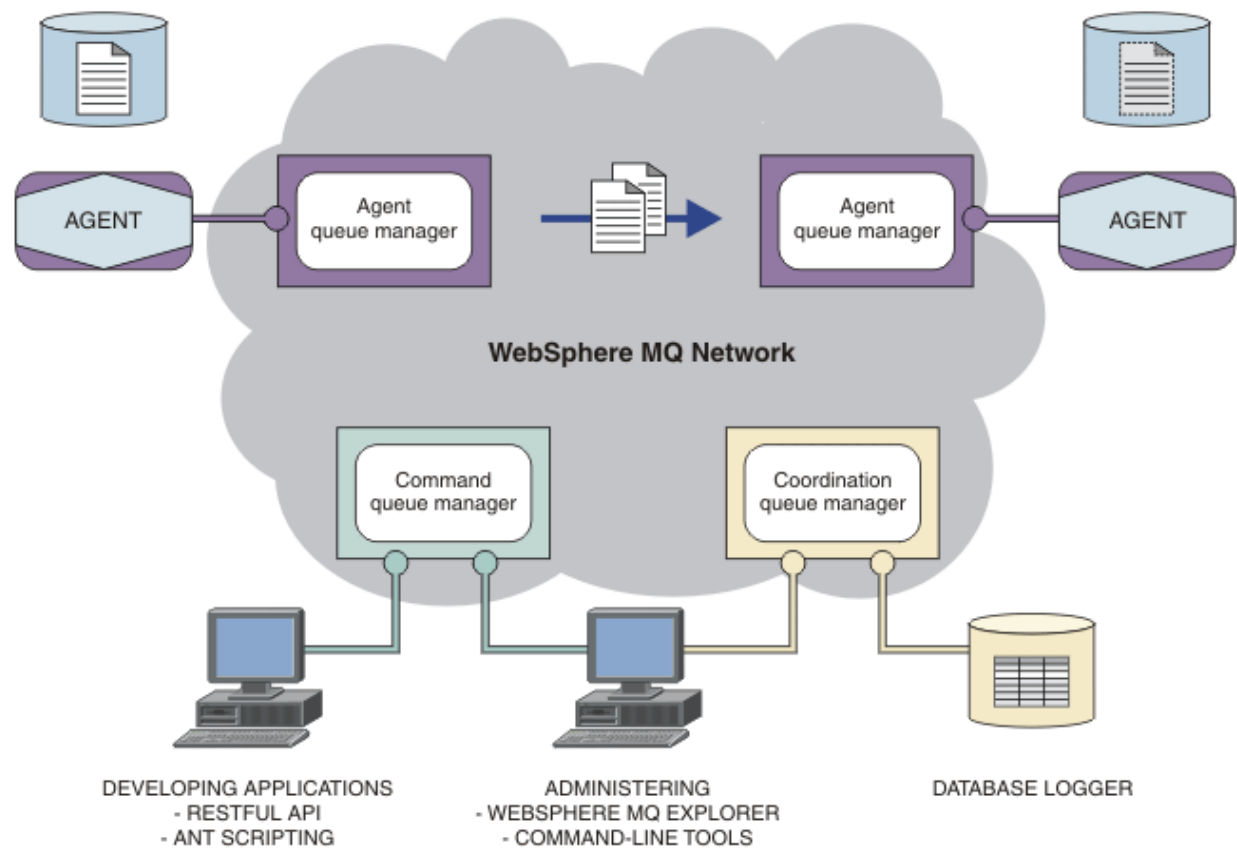 AGENT
Agent
queue manager
Agent
queue manager
AGENT
WebSphere MQ Network
Command
queue manager
Coordination
queue manager
DEVELOPING APPLICATIONS
- RESTFUL API
- ANT SCRIPTING
ADMINISTERING
- WEBSPHERE MQ EXPLORER
- COMMAND-LINE TOOLS
DATABASE LOGGER